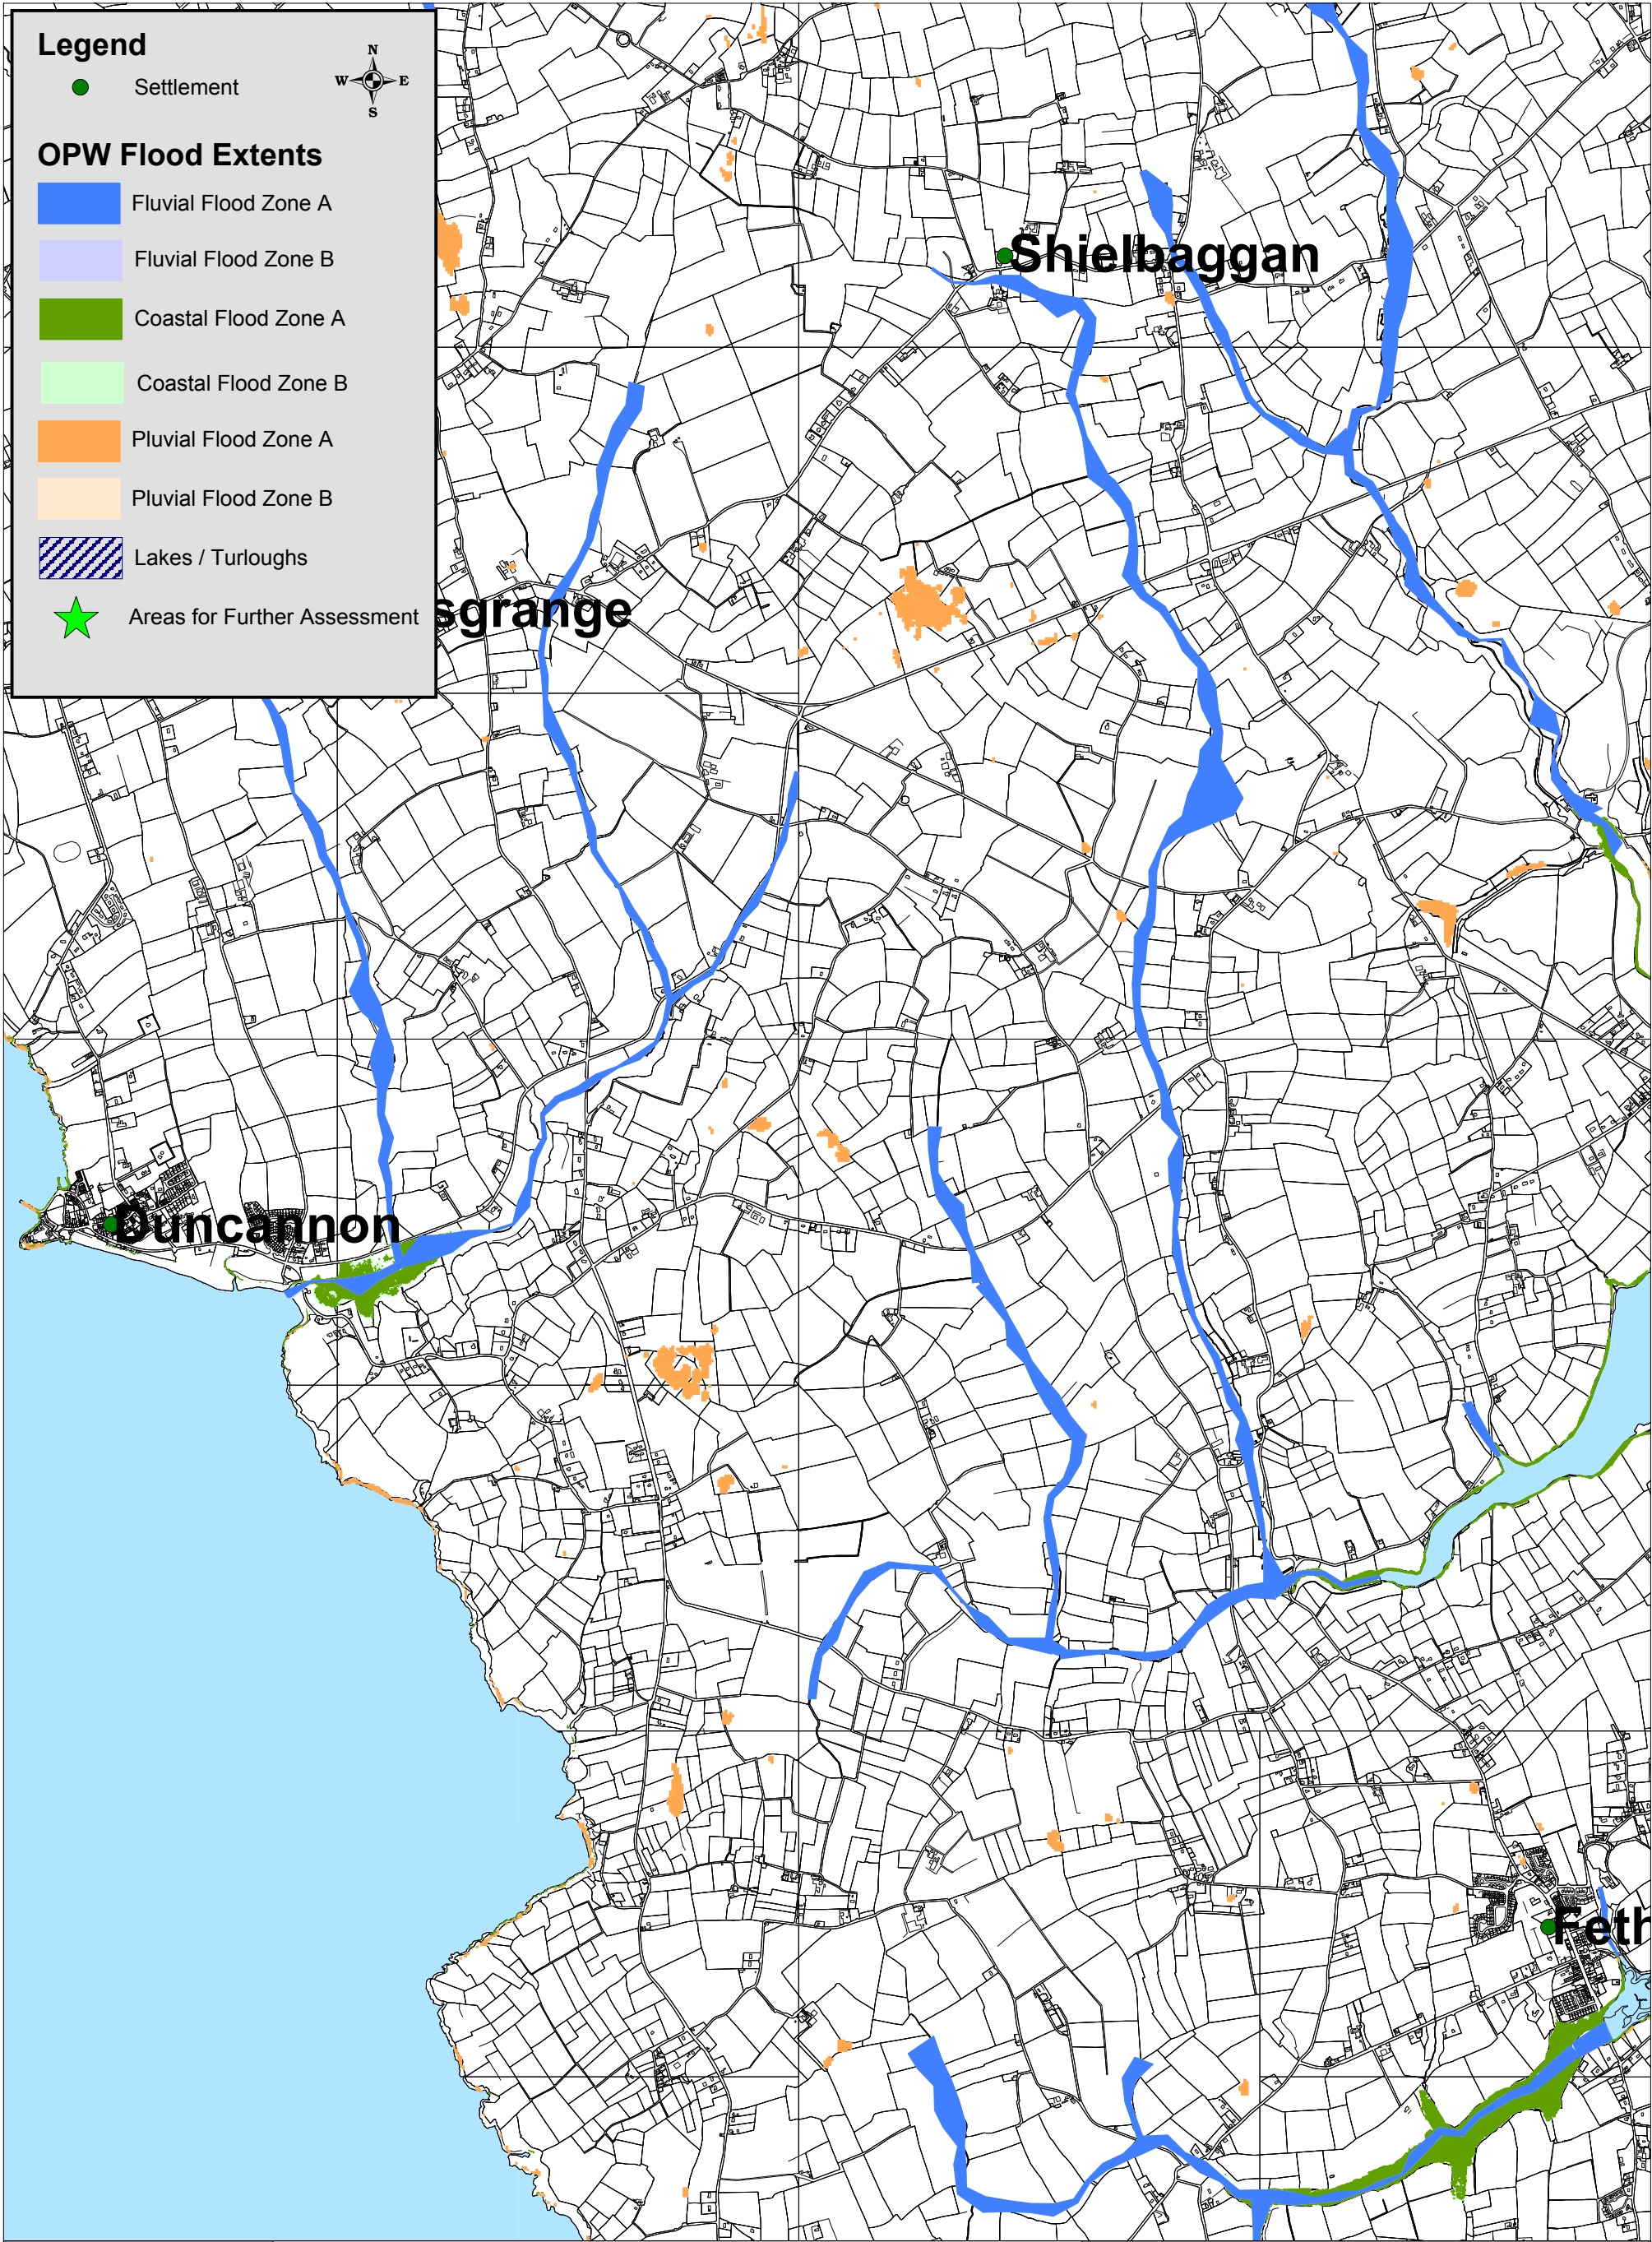 Legend
N
W E
S
Settlement
OPW Flood Extents
Fluvial Flood Zone A
Fluvial Flood Zone B
Coastal Flood Zone A
Coastal Flood Zone B
Pluvial Flood Zone A
Pluvial Flood Zone B
Lakes / Turloughs
Areas for Further Assessment
Shielbaggan
sgrange
Duncannon
Feth